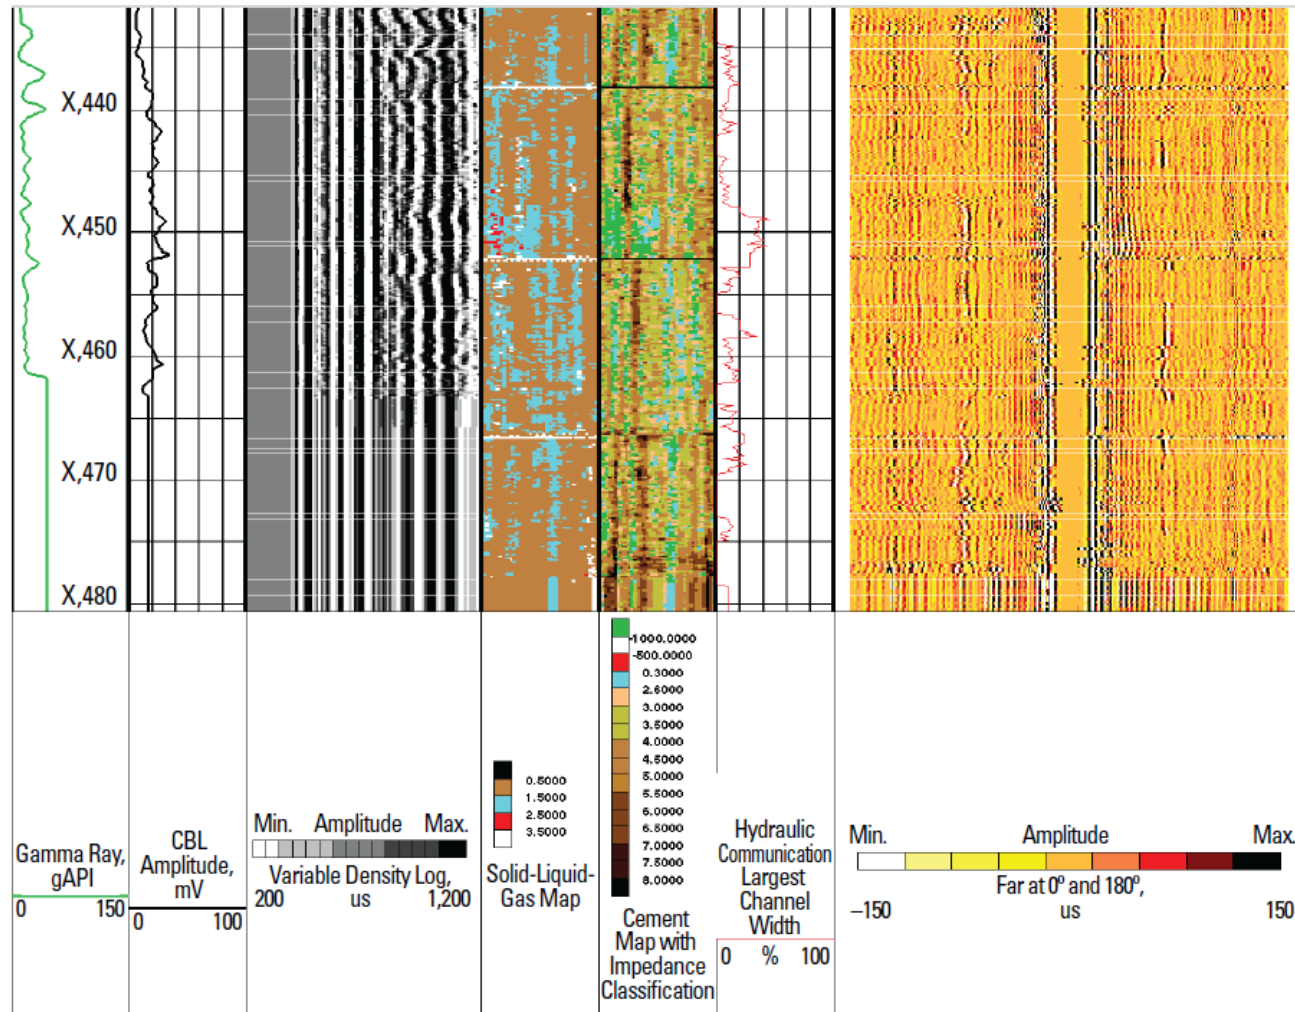 X,440
X,450
X,460
X,470
X,480
-1000.0000
-500.0000
0.3000
2.6000
3.0000
3.5000
4.0000
4.5000
5.0000
5.5000
6.0000
6.5000
7.0000
7.5000
8.0000
0.5000
1.5000
2.5000
3.5000
Gamma Ray,
gAPI
0 150
CBL
Amplitude,
mV
0 100
Min. Amplitude Max.
Variable Density Log,
200 us 1,200
Solid-Liquid-
Gas Map
Cement
Map with
Impedance
Classification
Hydraulic
Communication
Largest
Channel
Width
0 % 100
Min. Amplitude Max.
Far at 0º and 180º,
–150 us 150